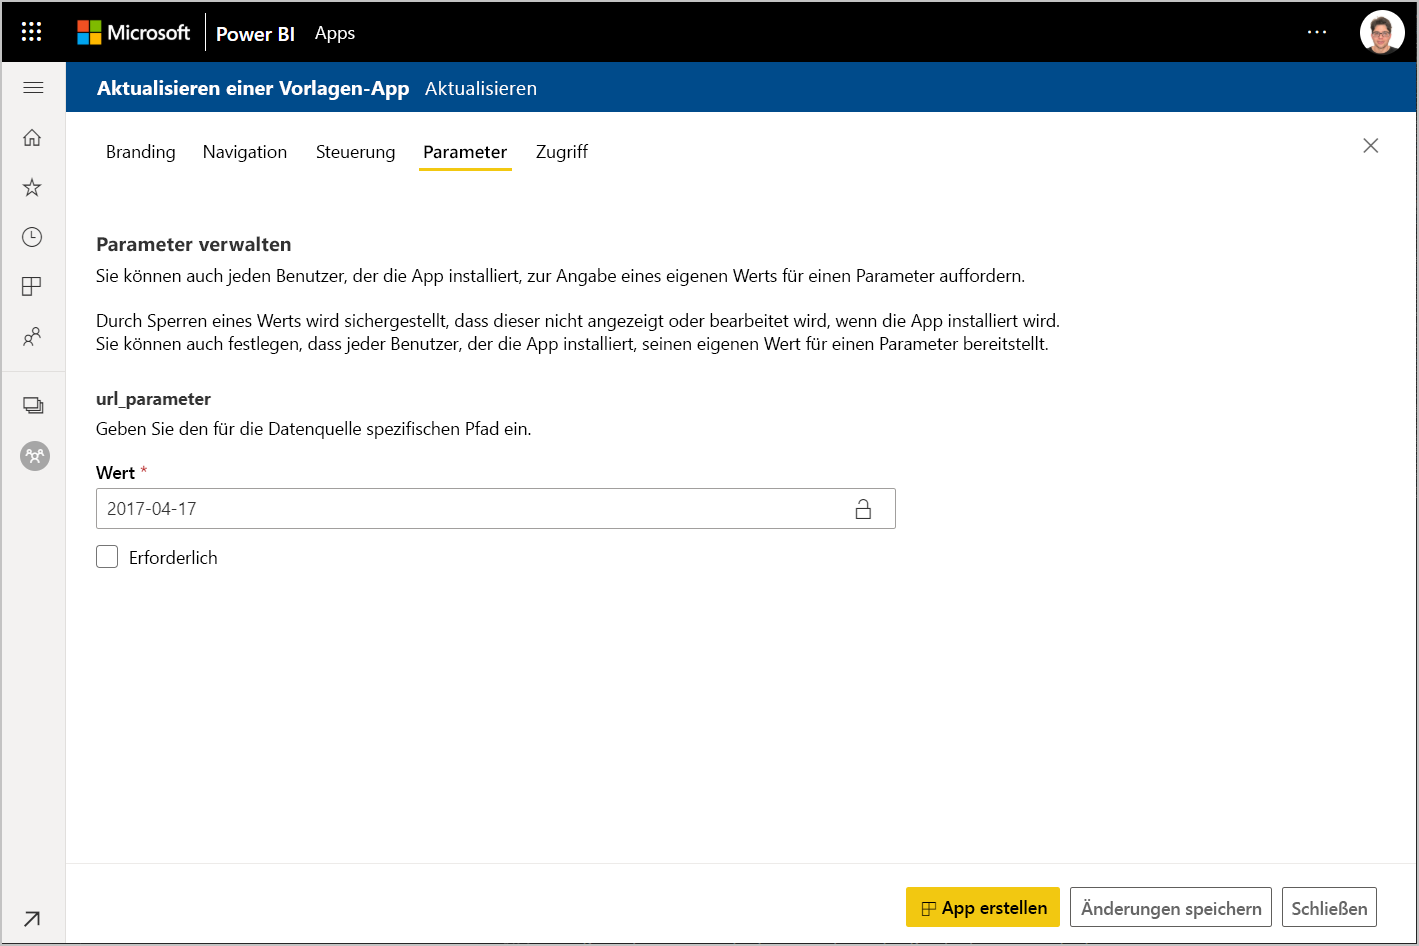 Microsoft Power BI Apps
Aktualisieren einer Vorlagen-App Aktualisieren
Branding Navigation Steuerung Parameter Zugriff
Parameter verwalten
Sie können auch jeden Benutzer, der die App installiert, zur Angabe eines eigenen Werts für einen Parameter auffordern.
Durch Sperren eines Werts wird sichergestellt, dass dieser nicht angezeigt oder bearbeitet wird, wenn die App installiert wird.
Sie können auch festlegen, dass jeder Benutzer, der die App installiert, seinen eigenen Wert für einen Parameter bereitstellt.
url_parameter
Geben Sie den für die Datenquelle spezifischen Pfad ein.
Wert *
2017-04-17
Erforderlich
App erstellen Änderungen speichern Schließen